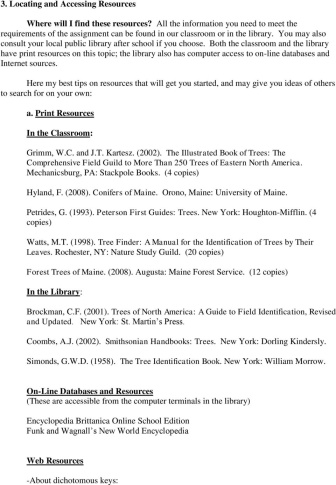 3. Locating and Accessing Resources
Where will I find these resources? All the information you need to meet the
requirements of the assignment can be found in our classroom or in the library. You may also
consult your local public library after school if you choose. Both the classroom and the library
have print resources on this topic; the library also has computer access to on-line databases and
Internet sources.
Here my best tips on resources that will get you started, and may give you ideas of others
to search for on your own:
a. Print Resources
In the Classroom:
Grimm, W.C. and J.T. Kartesz. (2002). The Illustrated Book of Trees: The
Comprehensive Field Guild to More Than 250 Trees of Eastern North America.
Mechanicsburg, PA: Stackpole Books. (4 copies)
Hyland, F. (2008). Conifers of Maine. Orono, Maine: University of Maine.
Petrides, G. (1993). Peterson First Guides: Trees. New York: Houghton-Mifflin. (4
copies)
Watts, M.T. (1998). Tree Finder: A Manual for the Identification of Trees by Their
Leaves. Rochester, NY: Nature Study Guild. (20 copies)
Forest Trees of Maine. (2008). Augusta: Maine Forest Service. (12 copies)
In the Library:
Brockman, C.F. (2001). Trees of North America: A Guide to Field Identification, Revised
and Updated. New York: St. Martin's Press.
Coombs, A.J. (2002). Smithsonian Handbooks: Trees. New York: Dorling Kindersly.
Simonds, G.W.D. (1958). The Tree Identification Book. New York: William Morrow.
On-Line Databases and Resources
(These are accessible from the computer terminals in the library)
Encyclopedia Brittanica Online School Edition
Funk and Wagnall's New World Encyclopedia
Web Resources
-About dichotomous keys: